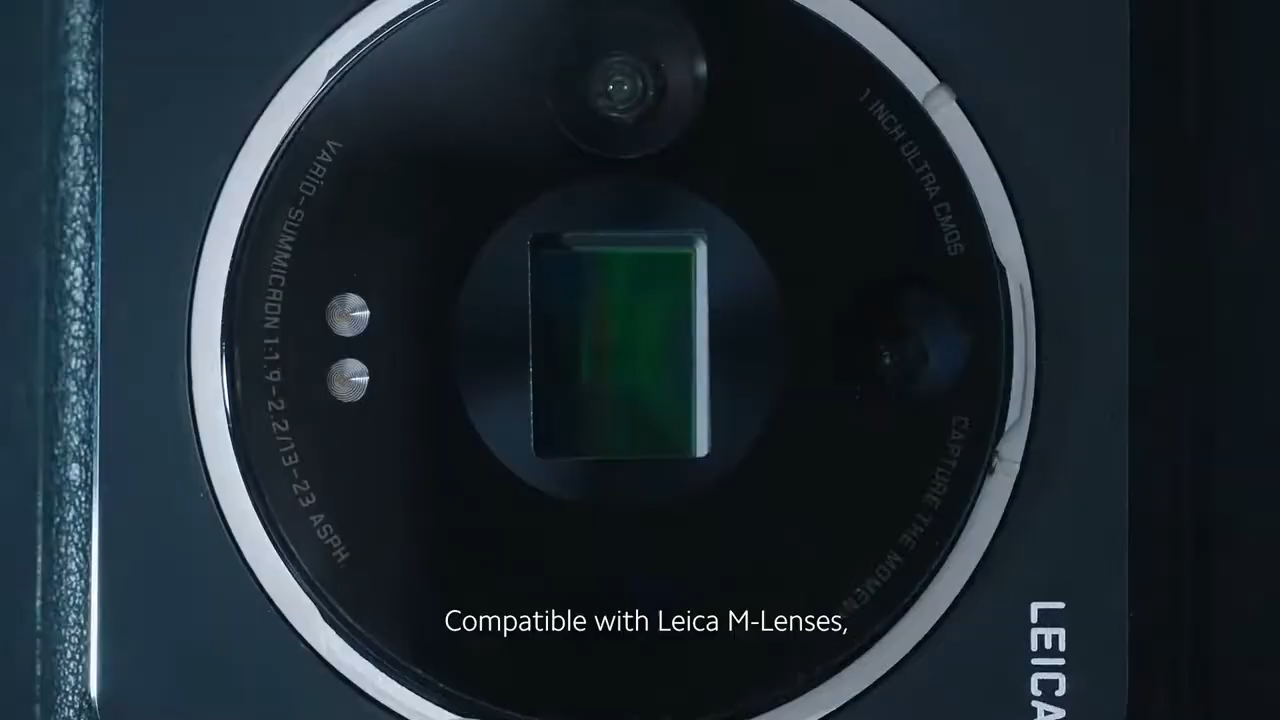 1 INCH ULTRA CMOS
VARIO-SUMMICRON 1:1.9-2.2/13-23 ASPH.
CAPTURE THE MOMEN
Compatible with Leica M-Lenses,
LEICA